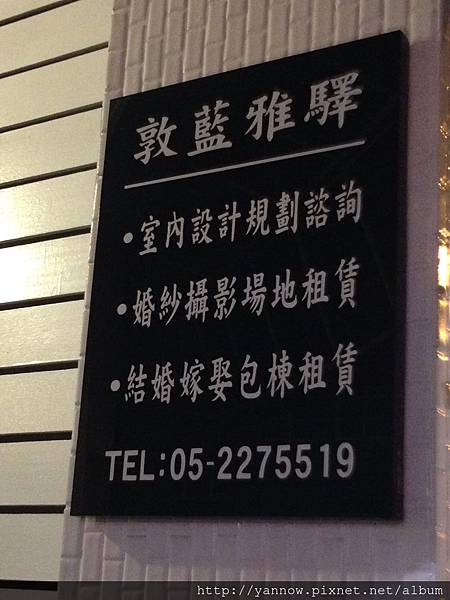 敦藍雅驛
•室內設計規劃諮詢
•婚紗攝影場地租賃
•結婚嫁娶包棟租賃
TEL:05-2275519
http://yannow.pixnet.net/album